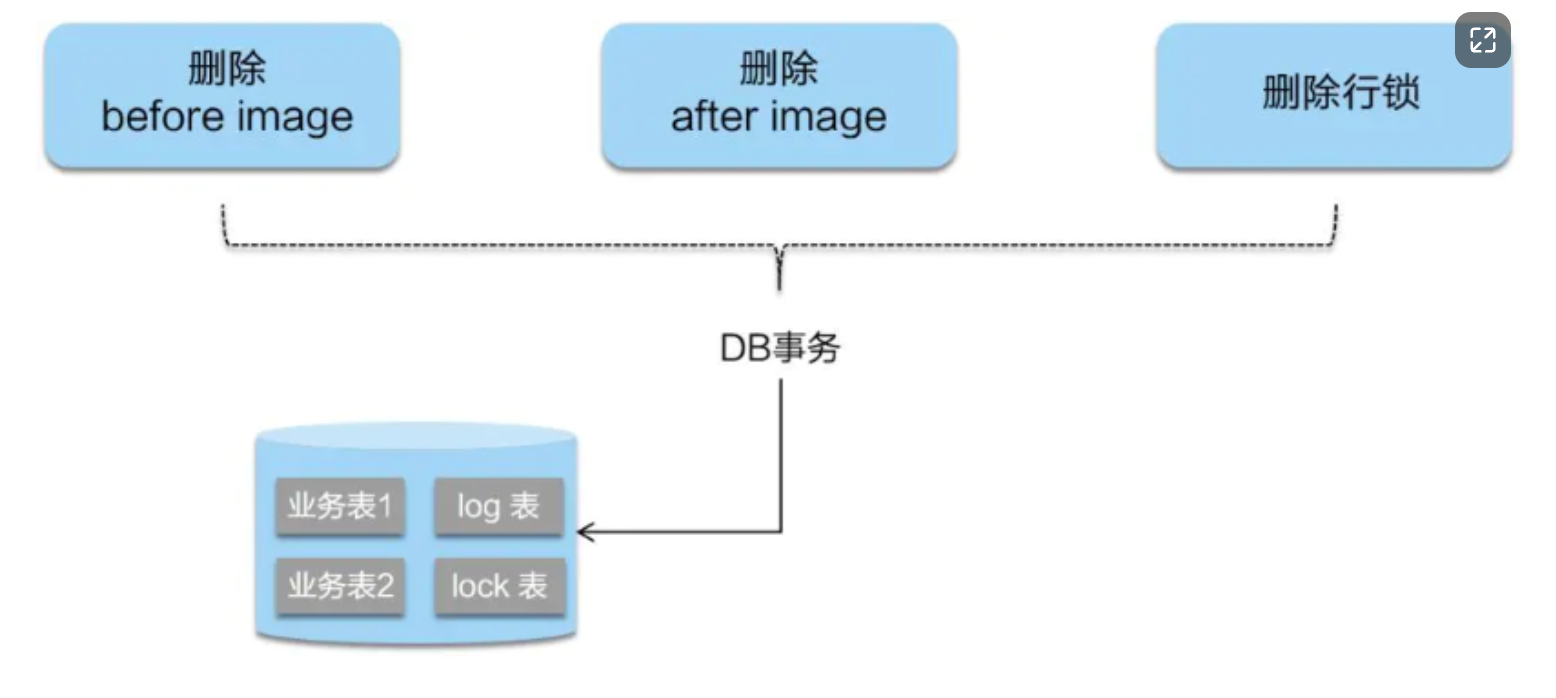 删除
before image
删除
after image
删除行锁
DB事务
业务表1
log 表
业务表2
lock 表